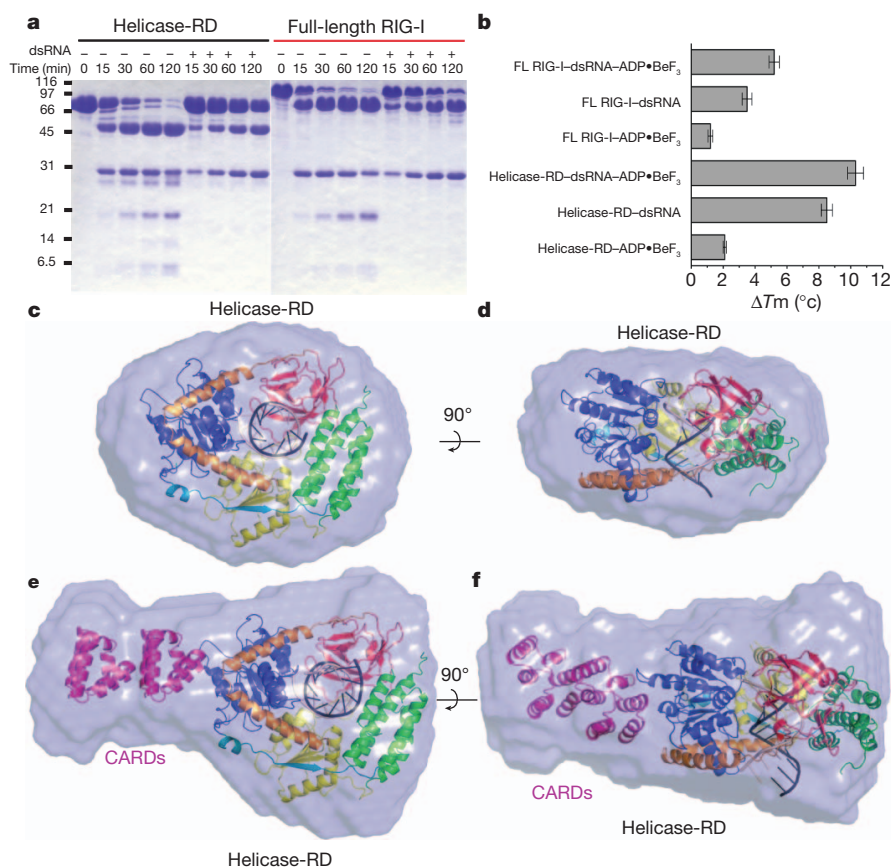 a
Helicase-RD
Full-length RIG-I
dsRNA – – – – – + + + + – – – – – + + + +
Time (min) 0 15 30 60 120 15 30 60 120 0 15 30 60 120 15 30 60 120
116
97
66
45
31
21
14
6.5
b
FL RIG-I–dsRNA–ADP•BeF3
FL RIG-I–dsRNA
FL RIG-I–ADP•BeF3
Helicase-RD–dsRNA–ADP•BeF3
Helicase-RD–dsRNA
Helicase-RD–ADP•BeF3
0 2 4 6 8 10 12
ΔTm (°c)
c
Helicase-RD
90°
d
Helicase-RD
e
CARDs
Helicase-RD
90°
f
CARDs
Helicase-RD